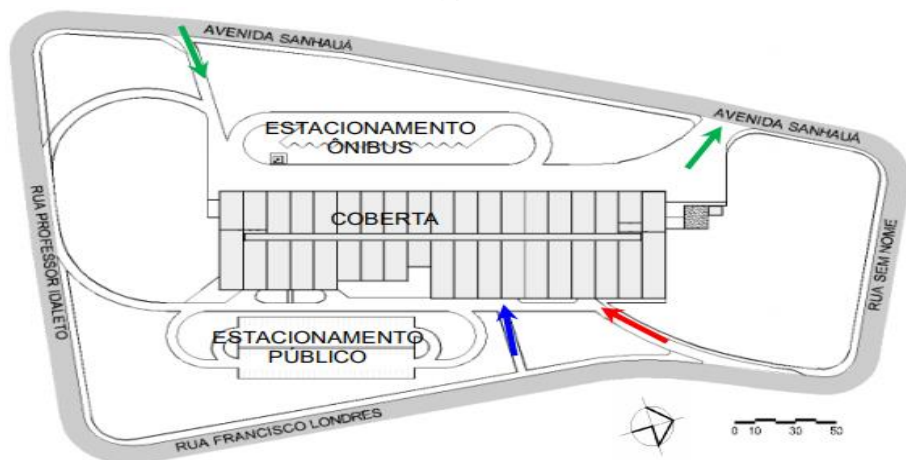 AVENIDA SANHAUÁ
AVENIDA SANHAUÁ
ESTACIONAMENTO
ÔNIBUS
COBERTA
RUA PROFESSOR IDALETO
RUA SEM NOME
ESTACIONAMENTO
PÚBLICO
RUA FRANCISCO LONDRES
0 10 30 50